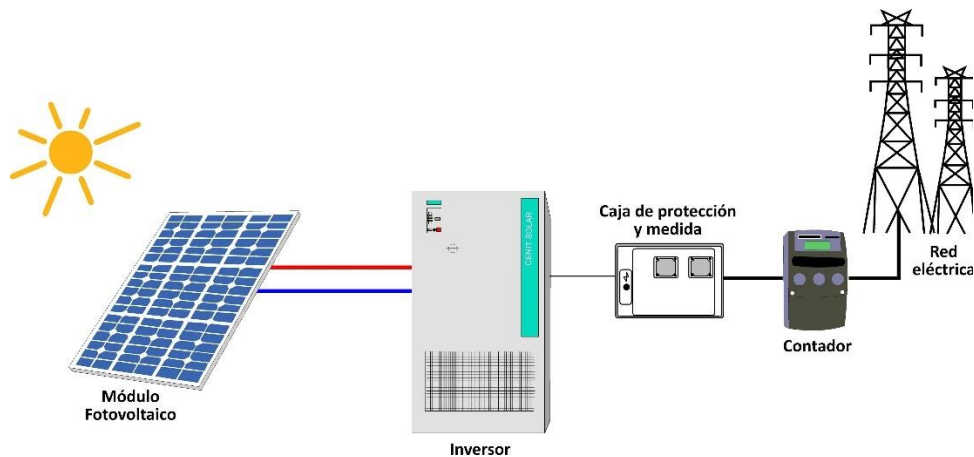 Módulo
Fotovoltaico
CENIT SOLAR
Inversor
Caja de protección
y medida
Contador
Red
eléctrica